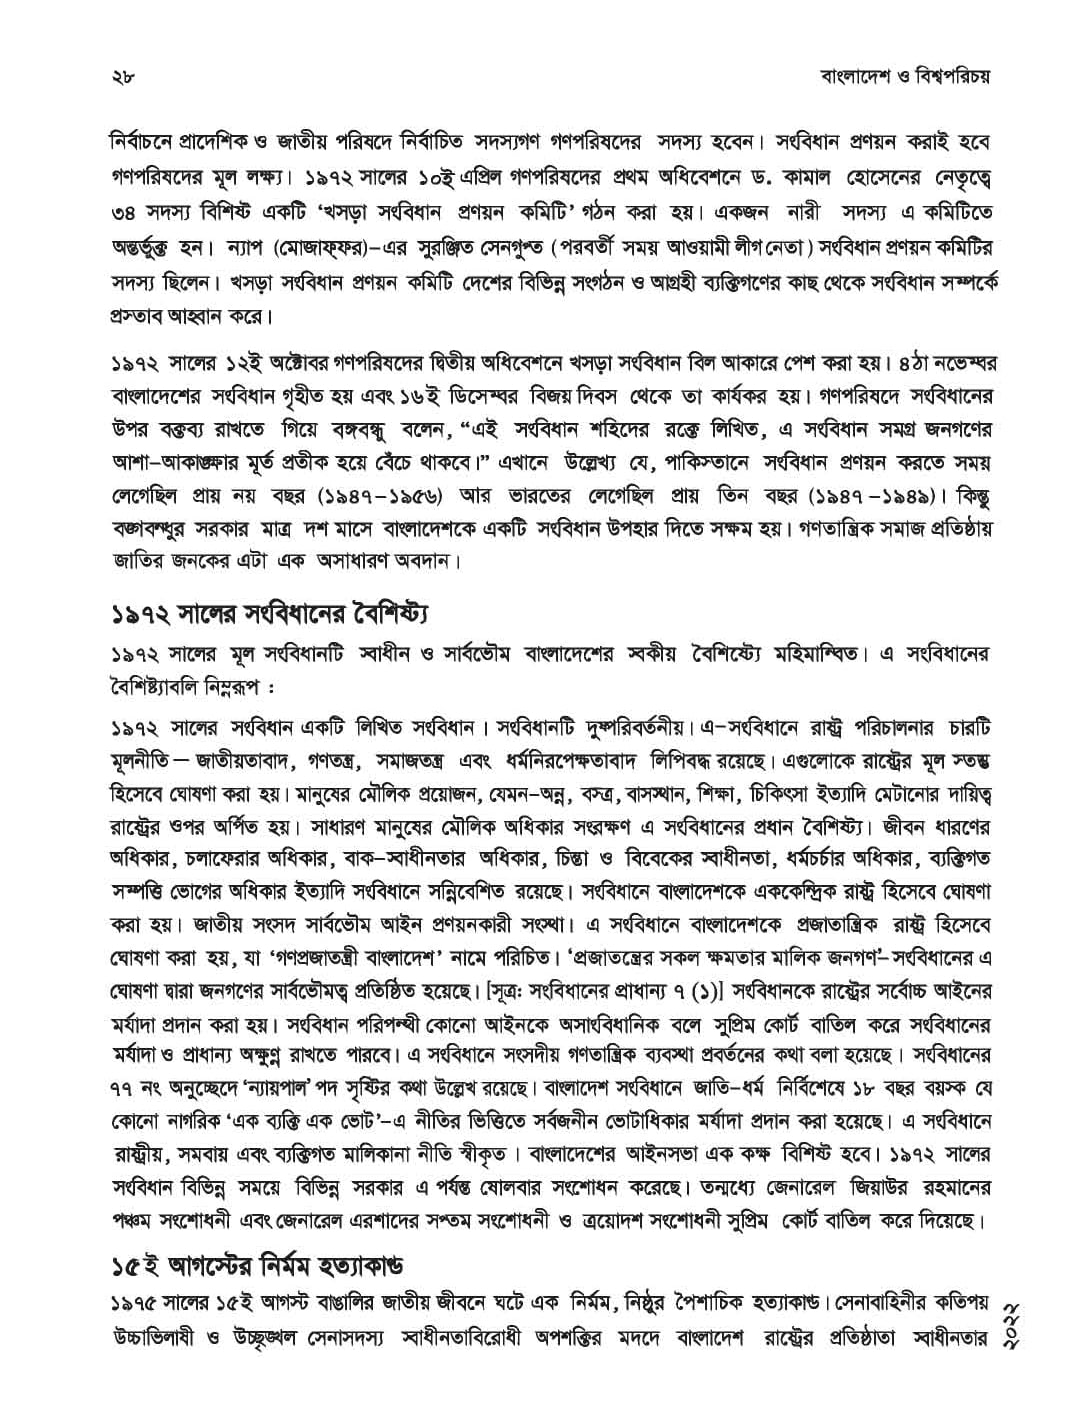 ২৮
বাংলাদেশ ও বিশ্বপরিচয়
নির্বাচনে প্রাদেশিক ও জাতীয় পরিষদে নির্বাচিত সদস্যগণ গণপরিষদের সদস্য হবেন। সংবিধান প্রণয়ন করাই হবে
গণপরিষদের মূল লক্ষ্য। ১৯৭২ সালের ১০ই এপ্রিল গণপরিষদের প্রথম অধিবেশনে ড. কামাল হোসেনের নেতৃত্বে
৩৪ সদস্য বিশিষ্ট একটি ‘খসড়া সংবিধান প্রণয়ন কমিটি’ গঠন করা হয়। একজন নারী সদস্য এ কমিটিতে
অন্তর্ভুক্ত হন। ন্যাপ (মোজাফ্ফর)-এর সুরঞ্জিত সেনগুপ্ত (পরবর্তী সময় আওয়ামী লীগ নেতা) সংবিধান প্রণয়ন কমিটির
সদস্য ছিলেন। খসড়া সংবিধান প্রণয়ন কমিটি দেশের বিভিন্ন সংগঠন ও আগ্রহী ব্যক্তিগণের কাছ থেকে সংবিধান সম্পর্কে
প্রস্তাব আহ্বান করে।
১৯৭২ সালের ১২ই অক্টোবর গণপরিষদের দ্বিতীয় অধিবেশনে খসড়া সংবিধান বিল আকারে পেশ করা হয়। ৪ঠা নভেম্বর
বাংলাদেশের সংবিধান গৃহীত হয় এবং ১৬ই ডিসেম্বর বিজয় দিবস থেকে তা কার্যকর হয়। গণপরিষদে সংবিধানের
উপর বক্তব্য রাখতে গিয়ে বঙ্গবন্ধু বলেন, “এই সংবিধান শহিদের রক্তে লিখিত, এ সংবিধান সমগ্র জনগণের
আশা-আকাঙ্ক্ষার মূর্ত প্রতীক হয়ে বেঁচে থাকবে।” এখানে উল্লেখ্য যে, পাকিস্তানে সংবিধান প্রণয়ন করতে সময়
লেগেছিল প্রায় নয় বছর (১৯৪৭-১৯৫৬) আর ভারতের লেগেছিল প্রায় তিন বছর (১৯৪৭-১৯৪৯)। কিন্তু
বঙ্গবন্ধুর সরকার মাত্র দশ মাসে বাংলাদেশকে একটি সংবিধান উপহার দিতে সক্ষম হয়। গণতান্ত্রিক সমাজ প্রতিষ্ঠায়
জাতির জনকের এটা এক অসাধারণ অবদান।
১৯৭২ সালের সংবিধানের বৈশিষ্ট্য
১৯৭২ সালের মূল সংবিধানটি স্বাধীন ও সার্বভৌম বাংলাদেশের স্বকীয় বৈশিষ্ট্যে মহিমান্বিত। এ সংবিধানের
বৈশিষ্ট্যাবলি নিম্নরূপ :
১৯৭২ সালের সংবিধান একটি লিখিত সংবিধান। সংবিধানটি দুষ্পরিবর্তনীয়। এ-সংবিধানে রাষ্ট্র পরিচালনার চারটি
মূলনীতি — জাতীয়তাবাদ, গণতন্ত্র, সমাজতন্ত্র এবং ধর্মনিরপেক্ষতাবাদ লিপিবদ্ধ রয়েছে। এগুলোকে রাষ্ট্রের মূল স্তম্ভ
হিসেবে ঘোষণা করা হয়। মানুষের মৌলিক প্রয়োজন, যেমন-অন্ন, বস্ত্র, বাসস্থান, শিক্ষা, চিকিৎসা ইত্যাদি মেটানোর দায়িত্ব
রাষ্ট্রের ওপর অর্পিত হয়। সাধারণ মানুষের মৌলিক অধিকার সংরক্ষণ এ সংবিধানের প্রধান বৈশিষ্ট্য। জীবন ধারণের
অধিকার, চলাফেরার অধিকার, বাক-স্বাধীনতার অধিকার, চিন্তা ও বিবেকের স্বাধীনতা, ধর্মচর্চার অধিকার, ব্যক্তিগত
সম্পত্তি ভোগের অধিকার ইত্যাদি সংবিধানে সন্নিবেশিত রয়েছে। সংবিধানে বাংলাদেশকে এককেন্দ্রিক রাষ্ট্র হিসেবে ঘোষণা
করা হয়। জাতীয় সংসদ সার্বভৌম আইন প্রণয়নকারী সংস্থা। এ সংবিধানে বাংলাদেশকে প্রজাতান্ত্রিক রাষ্ট্র হিসেবে
ঘোষণা করা হয়, যা ‘গণপ্রজাতন্ত্রী বাংলাদেশ’ নামে পরিচিত। ‘প্রজাতন্ত্রের সকল ক্ষমতার মালিক জনগণ’-সংবিধানের এ
ঘোষণা দ্বারা জনগণের সার্বভৌমত্ব প্রতিষ্ঠিত হয়েছে। [সূত্র: সংবিধানের প্রাধান্য ৭ (১)] সংবিধানকে রাষ্ট্রের সর্বোচ্চ আইনের
মর্যাদা প্রদান করা হয়। সংবিধান পরিপন্থী কোনো আইনকে অসাংবিধানিক বলে সুপ্রিম কোর্ট বাতিল করে সংবিধানের
মর্যাদা ও প্রাধান্য অক্ষুণ্ণ রাখতে পারবে। এ সংবিধানে সংসদীয় গণতান্ত্রিক ব্যবস্থা প্রবর্তনের কথা বলা হয়েছে। সংবিধানের
৭৭ নং অনুচ্ছেদে ‘ন্যায়পাল’ পদ সৃষ্টির কথা উল্লেখ রয়েছে। বাংলাদেশ সংবিধানে জাতি-ধর্ম নির্বিশেষে ১৮ বছর বয়স্ক যে
কোনো নাগরিক ‘এক ব্যক্তি এক ভোট’-এ নীতির ভিত্তিতে সর্বজনীন ভোটাধিকার মর্যাদা প্রদান করা হয়েছে। এ সংবিধানে
রাষ্ট্রীয়, সমবায় এবং ব্যক্তিগত মালিকানা নীতি স্বীকৃত। বাংলাদেশের আইনসভা এক কক্ষ বিশিষ্ট হবে। ১৯৭২ সালের
সংবিধান বিভিন্ন সময়ে বিভিন্ন সরকার এ পর্যন্ত ষোলবার সংশোধন করেছে। তন্মধ্যে জেনারেল জিয়াউর রহমানের
পঞ্চম সংশোধনী এবং জেনারেল এরশাদের সপ্তম সংশোধনী ও ত্রয়োদশ সংশোধনী সুপ্রিম কোর্ট বাতিল করে দিয়েছে।
১৫ই আগস্টের নির্মম হত্যাকাণ্ড
১৯৭৫ সালের ১৫ই আগস্ট বাঙালির জাতীয় জীবনে ঘটে এক নির্মম, নিষ্ঠুর পৈশাচিক হত্যাকাণ্ড। সেনাবাহিনীর কতিপয়
উচ্চাভিলাষী ও উচ্ছৃঙ্খল সেনাসদস্য স্বাধীনতাবিরোধী অপশক্তির মদদে বাংলাদেশ রাষ্ট্রের প্রতিষ্ঠাতা স্বাধীনতার
২০২২